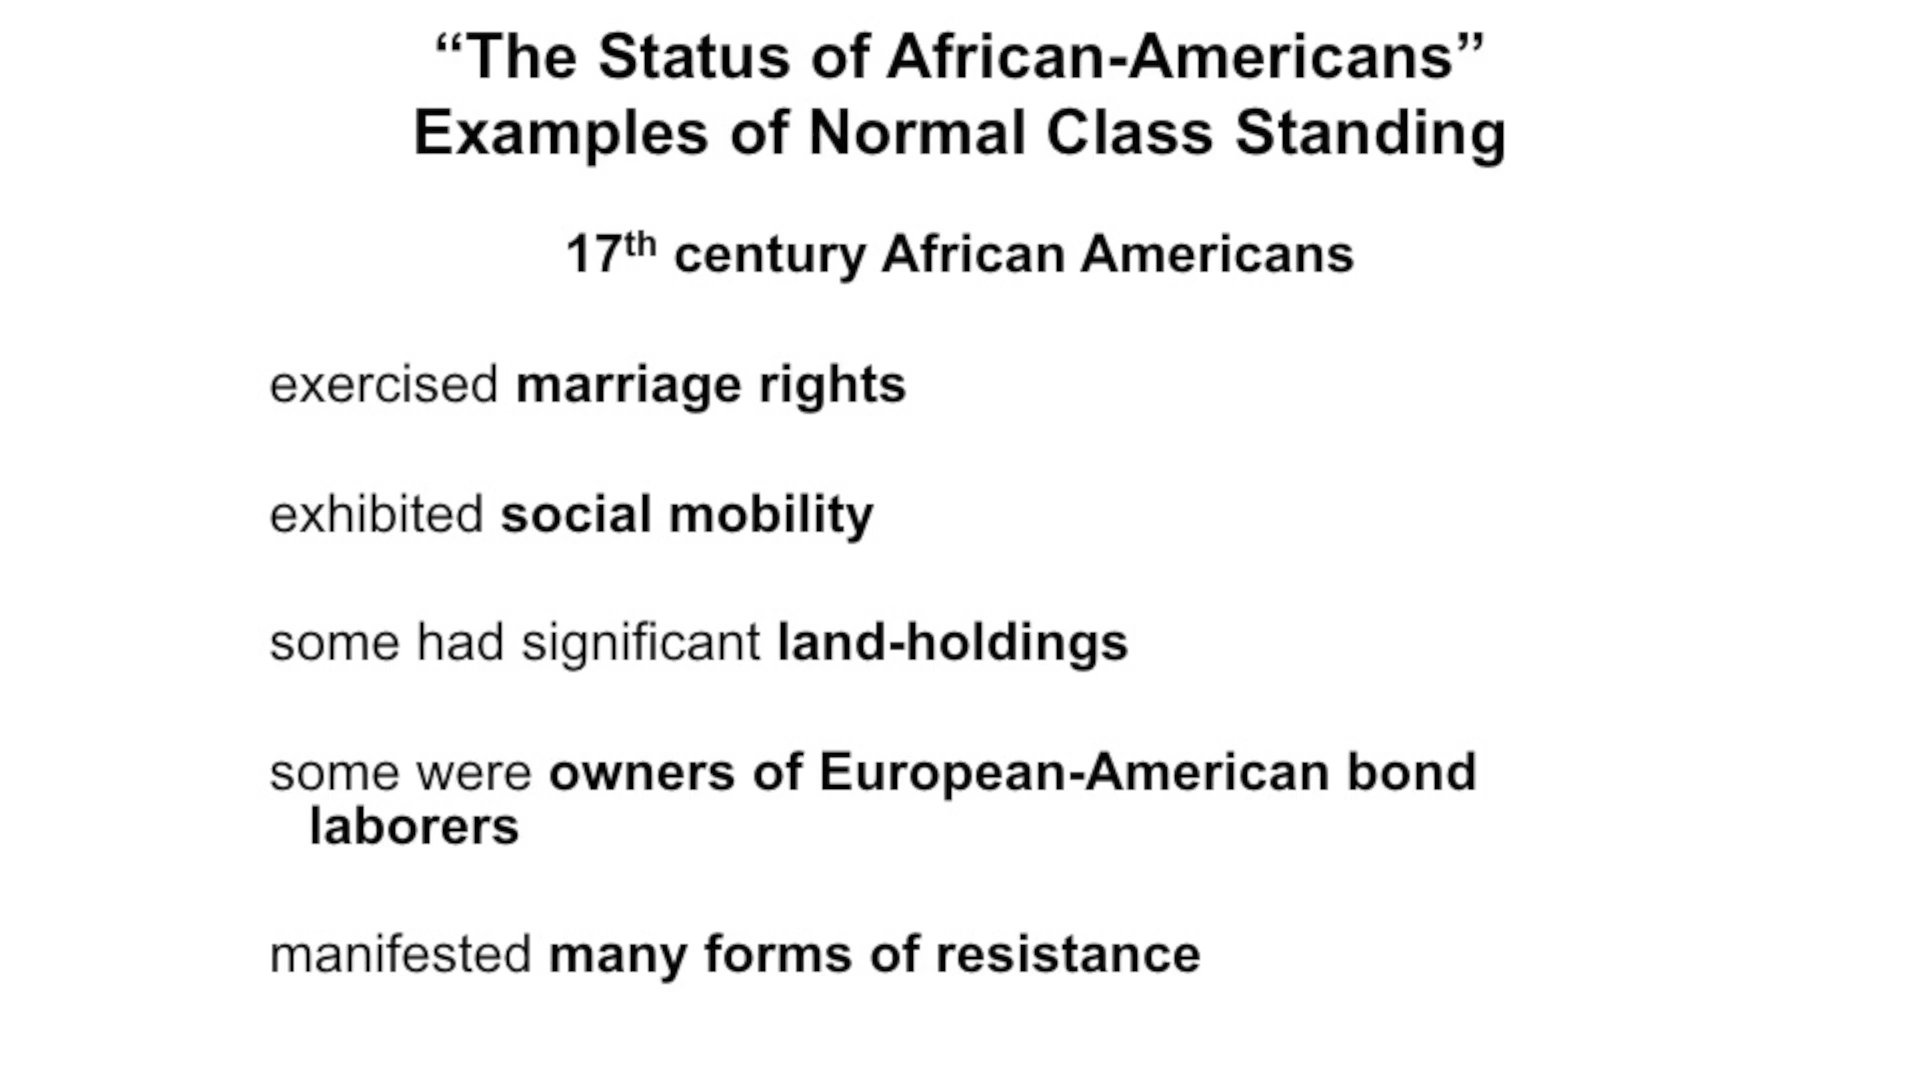 “The Status of African-Americans”
Examples of Normal Class Standing
17th century African Americans
exercised marriage rights
exhibited social mobility
some had significant land-holdings
some were owners of European-American bond
laborers
manifested many forms of resistance